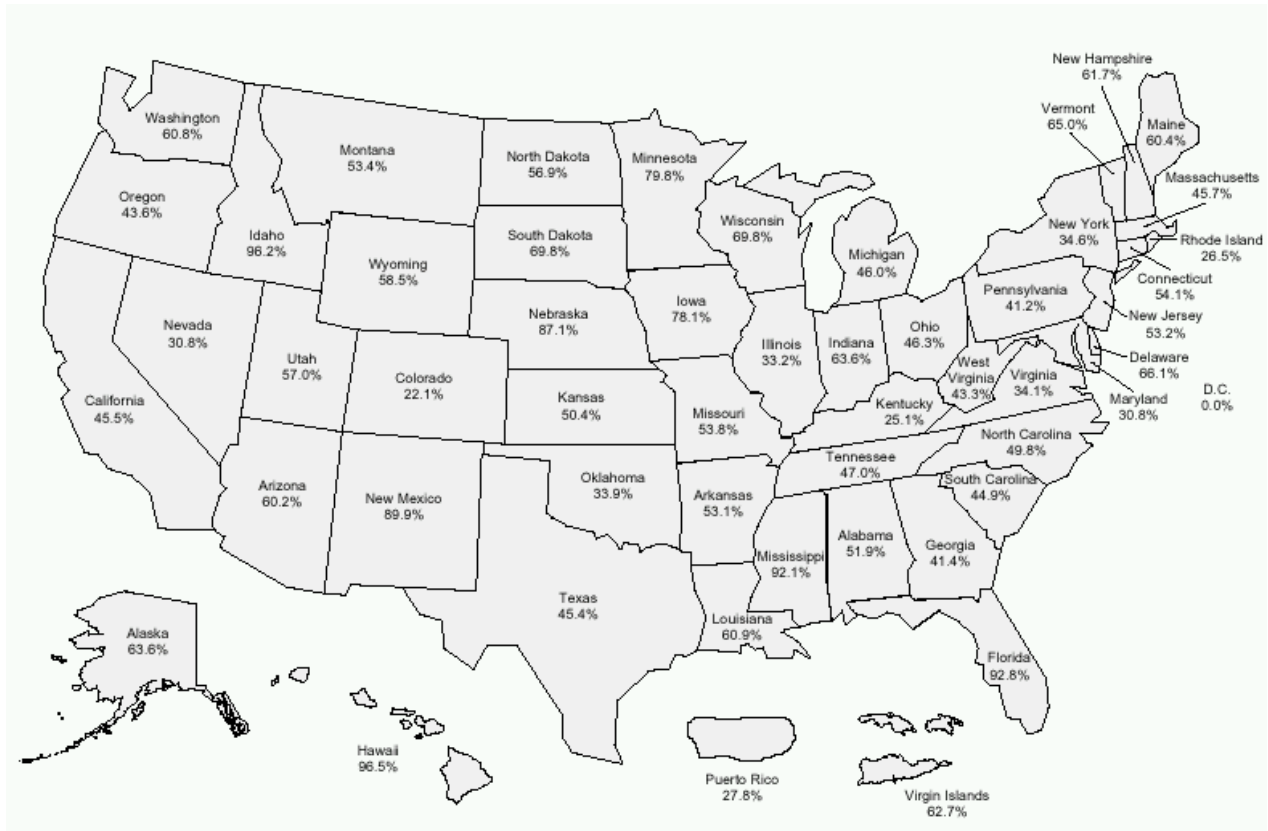 New Hampshire
61.7%
Vermont
65.0%
Maine
60.4%
Washington
60.8%
Montana
53.4%
North Dakota
56.9%
Minnesota
79.8%
Massachusetts
45.7%
Oregon
43.6%
Idaho
96.2%
South Dakota
69.8%
Wisconsin
69.8%
New York
34.6%
Rhode Island
26.5%
Wyoming
58.5%
Michigan
46.0%
Connecticut
54.1%
Pennsylvania
41.2%
New Jersey
53.2%
Nevada
30.8%
Nebraska
87.1%
Iowa
78.1%
Illinois
33.2%
Indiana
63.6%
Ohio
46.3%
Delaware
66.1%
Utah
57.0%
Colorado
22.1%
West
Virginia
43.3%
Virginia
34.1%
Maryland
30.8%
D.C.
0.0%
California
45.5%
Kansas
50.4%
Missouri
53.8%
Kentucky
25.1%
North Carolina
49.8%
Tennessee
47.0%
Arizona
60.2%
New Mexico
89.9%
Oklahoma
33.9%
Arkansas
53.1%
South Carolina
44.9%
Mississippi
92.1%
Alabama
51.9%
Georgia
41.4%
Texas
45.4%
Louisiana
60.9%
Alaska
63.6%
Florida
92.8%
Hawaii
96.5%
Puerto Rico
27.8%
Virgin Islands
62.7%